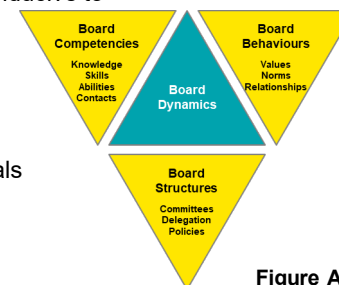 Board
Competencies
Knowledge
Skills
Abilities
Contacts
Board
Behaviours
Values
Norms
Relationships
Board
Dynamics
als
Board
Structures
Committees
Delegation
Policies
Figure A